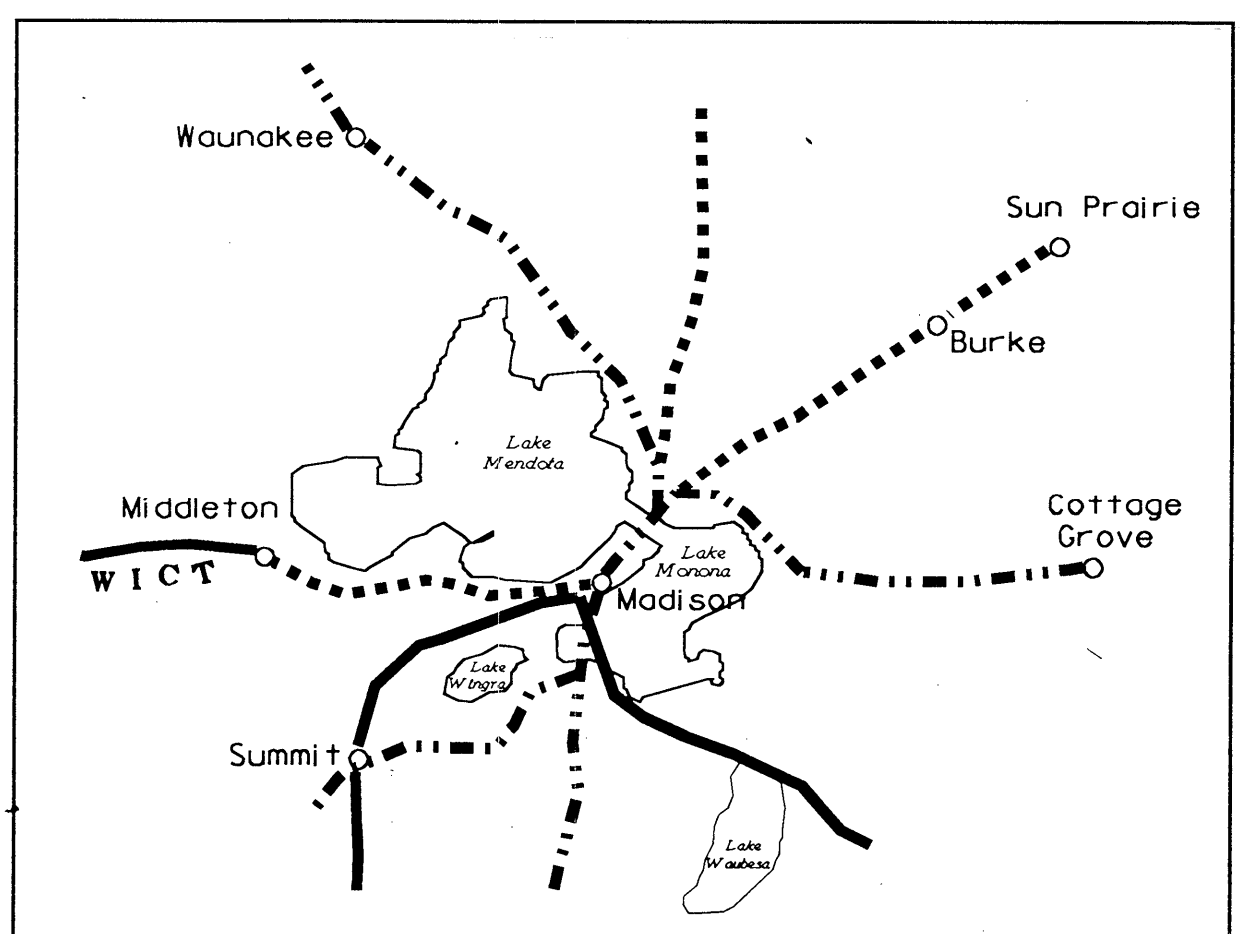 Waunakee
Sun Prairie
Burke
Lake
Mendota
Middleton
Cottage
Grove
Lake
Monona
WICT
Madison
Lake
Wingra
Summit
Lake
Waubesa